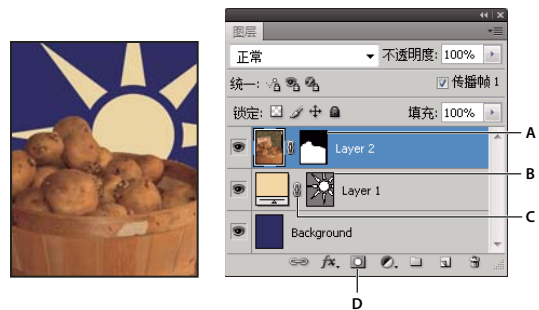 图层
正常 不透明度: 100%
统一: 传播帧 1
锁定: 填充: 100%
Layer 2
A
Layer 1
B
C
Background
fx.
D